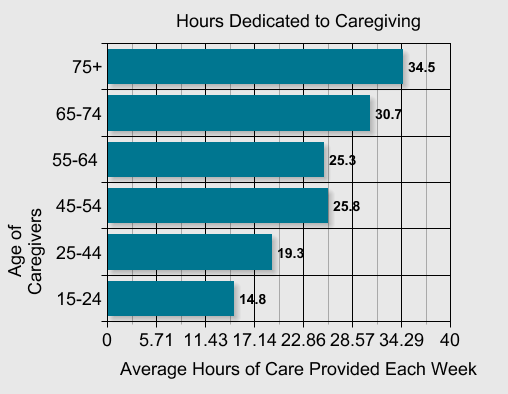 Hours Dedicated to Caregiving
75+ 34.5
65-74 30.7
55-64 25.3
45-54 25.8
25-44 19.3
15-24 14.8
Age of
Caregivers
0 5.71 11.43 17.14 22.86 28.57 34.29 40
Average Hours of Care Provided Each Week